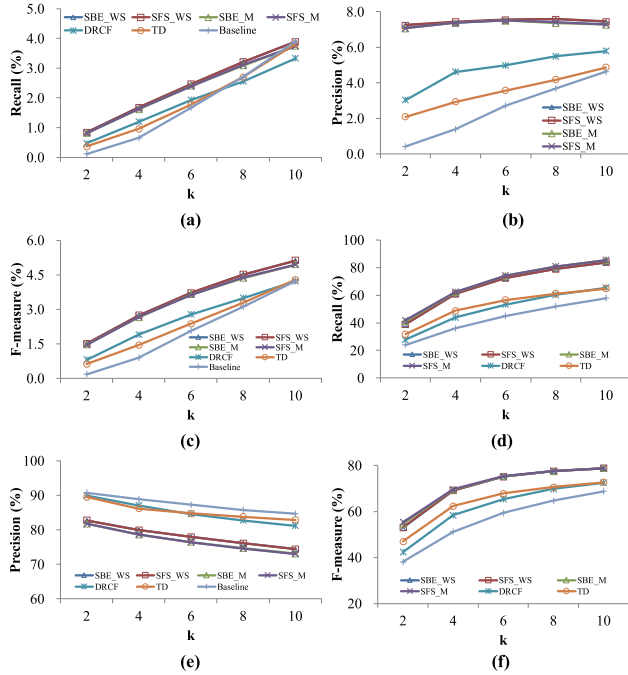 5.0
4.0
3.0
2.0
1.0
0.0
Recall (%)
SBE_WS SFS_WS SBE_M SFS_M
DRCF TD Baseline
2 4 6 8 10
k
(a)
8.0
6.0
4.0
2.0
0.0
Precision (%)
SBE_WS
SFS_WS
SBE_M
SFS_M
2 4 6 8 10
k
(b)
6.0
4.5
3.0
1.5
0.0
F-measure (%)
SBE_WS SFS_WS
SBE_M SFS_M
DRCF TD
Baseline
2 4 6 8 10
k
(c)
100
80
60
40
20
0
Recall (%)
SBE_WS SFS_WS SBE_M
SFS_M DRCF TD
2 4 6 8 10
k
(d)
100
90
80
70
60
Precision (%)
SBE_WS SFS_WS SBE_M SFS_M
DRCF TD Baseline
2 4 6 8 10
k
(e)
80
60
40
20
F-measure (%)
SBE_WS SFS_WS SBE_M
SFS_M DRCF TD
2 4 6 8 10
k
(f)